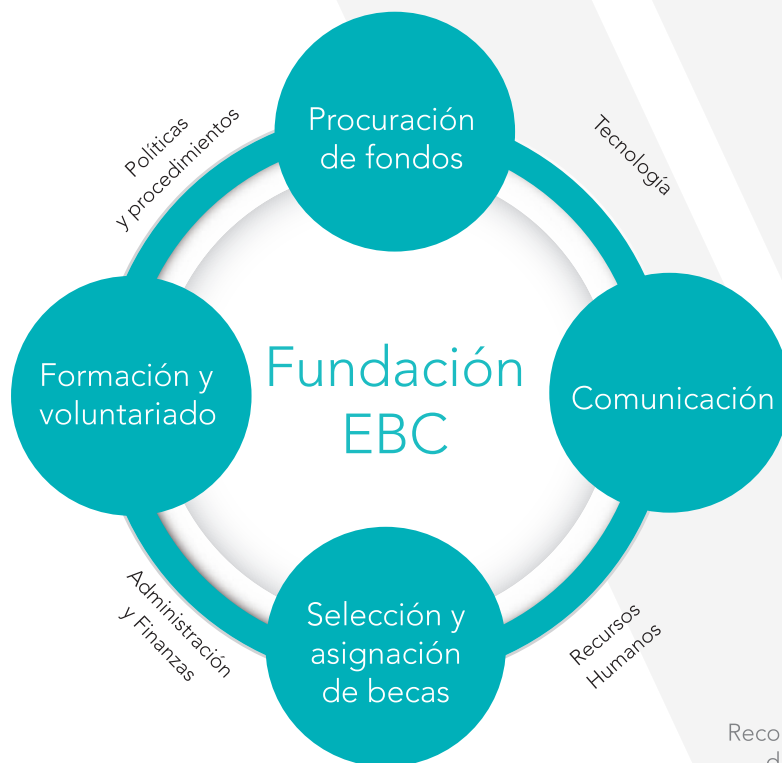 Procuración
de fondos
Políticas
y procedimientos
Tecnología
Formación y
voluntariado
Fundación
EBC
Comunicación
Administración
y Finanzas
Selección y
asignación
de becas
Recursos
Humanos